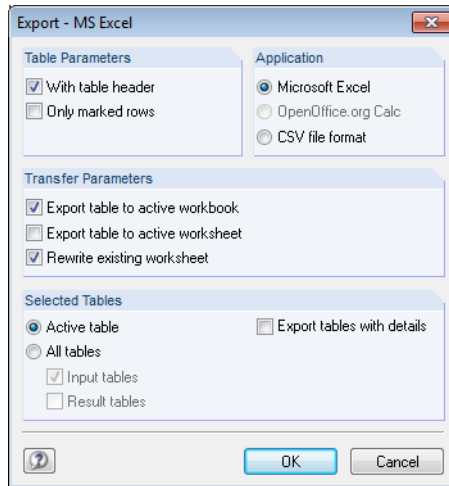 Export - MS Excel
Table Parameters
With table header
Only marked rows
Application
Microsoft Excel
OpenOffice.org Calc
CSV file format
Transfer Parameters
Export table to active workbook
Export table to active worksheet
Rewrite existing worksheet
Selected Tables
Active table
Export tables with details
All tables
Input tables
Result tables
OK
Cancel